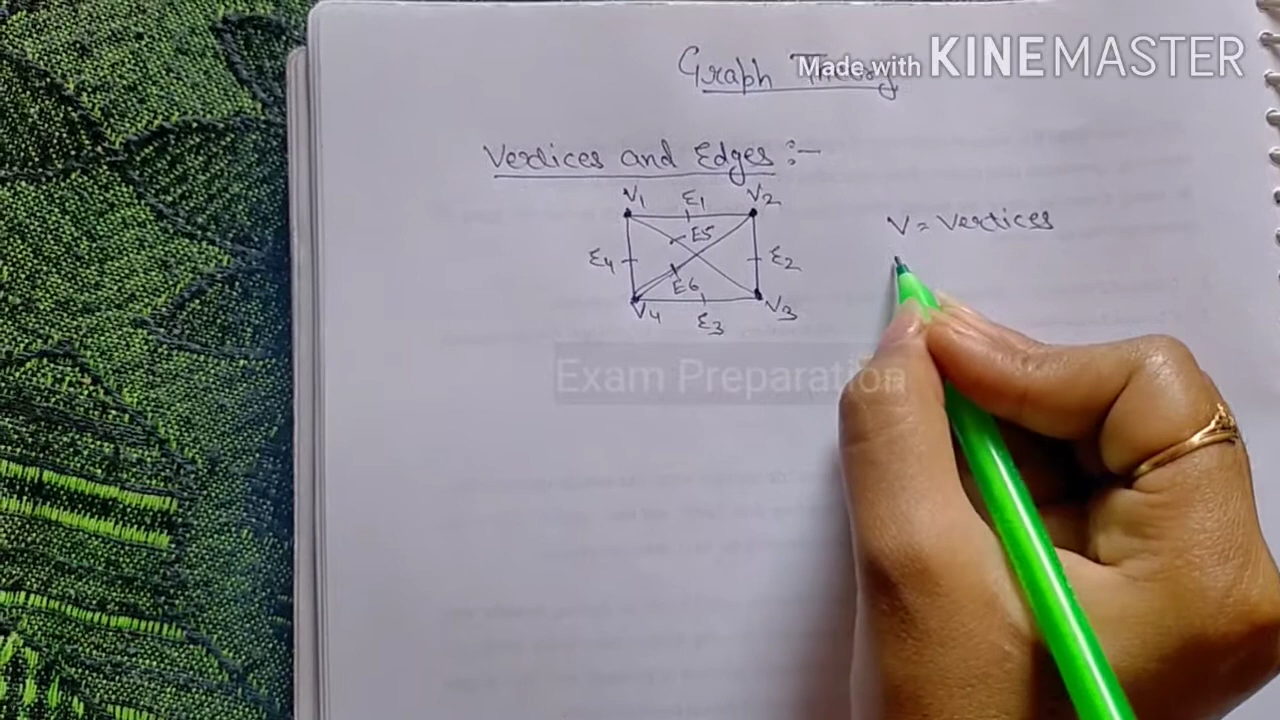 Graph Theory
Made with KINEMASTER
Vertices and Edges :-
V1 E1 V2
E5
E4 E2
E6
V4 E3 V3
V = Vertices
Exam Preparation